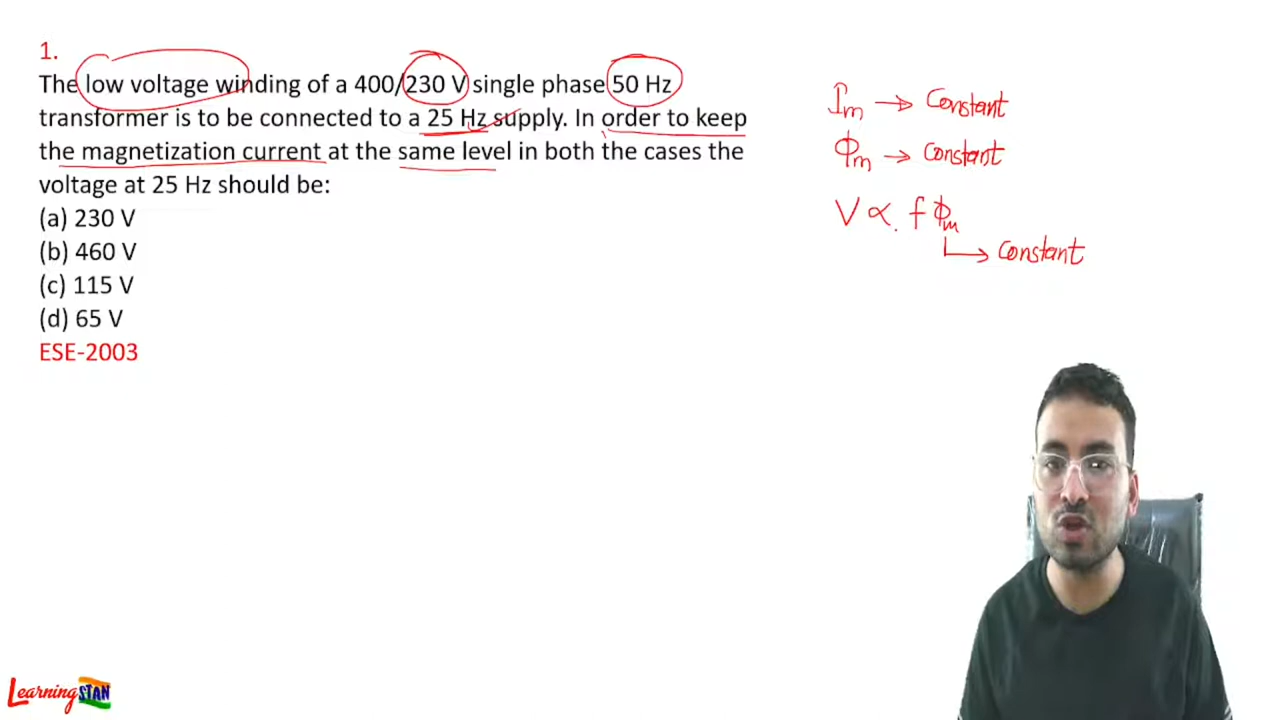 1.
The low voltage winding of a 400/230 V single phase 50 Hz
transformer is to be connected to a 25 Hz supply. In order to keep
the magnetization current at the same level in both the cases the
voltage at 25 Hz should be:
(a) 230 V
(b) 460 V
(c) 115 V
(d) 65 V
ESE-2003
Im → Constant
ϕm → Constant
V ∝ f ϕm
→ Constant
LearningSTAN